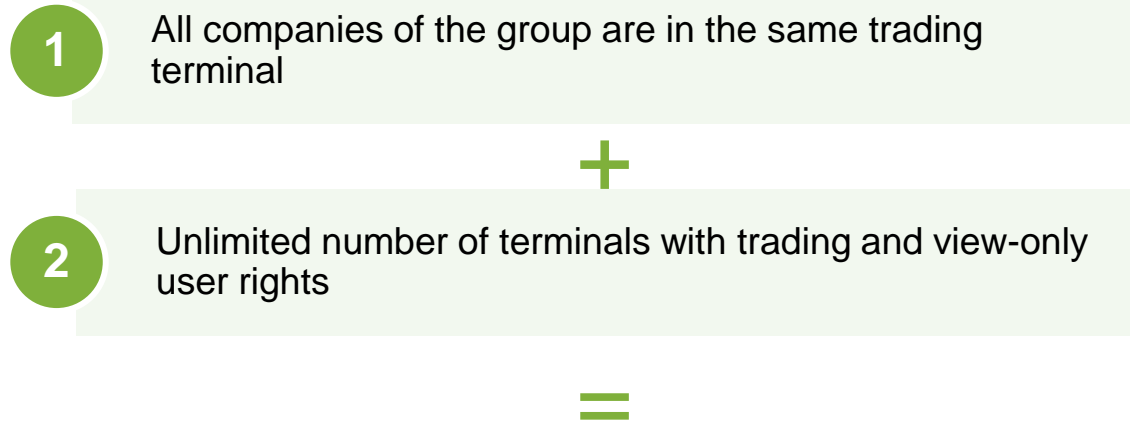 1
All companies of the group are in the same trading
terminal
+
2
Unlimited number of terminals with trading and view-only
user rights
=